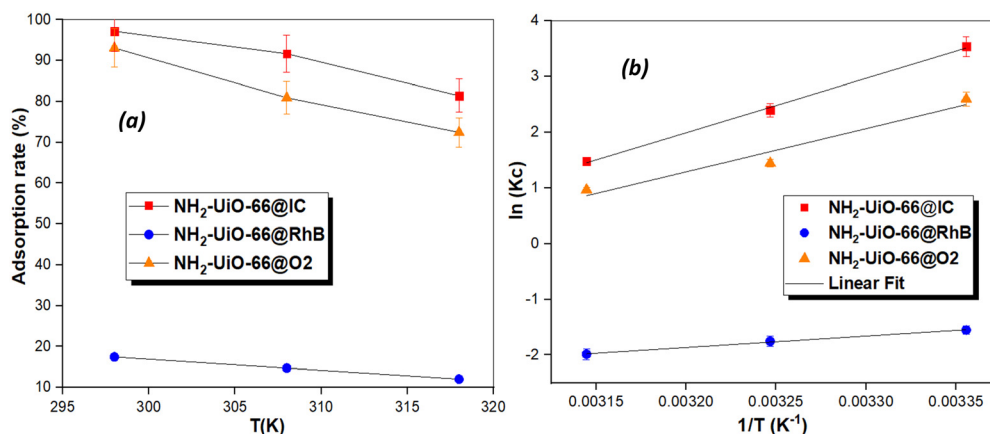 100
90
80
70
60
50
40
30
20
10
Adsorption rate (%)
(a)
NH₂-UiO-66@IC
NH₂-UiO-66@RhB
NH₂-UiO-66@O2
295
300
305
310
315
320
T(K)
4
3
2
1
0
-1
-2
ln (Kc)
(b)
NH₂-UiO-66@IC
NH₂-UiO-66@RhB
NH₂-UiO-66@O2
Linear Fit
0.00315
0.00320
0.00325
0.00330
0.00335
1/T (K⁻¹)